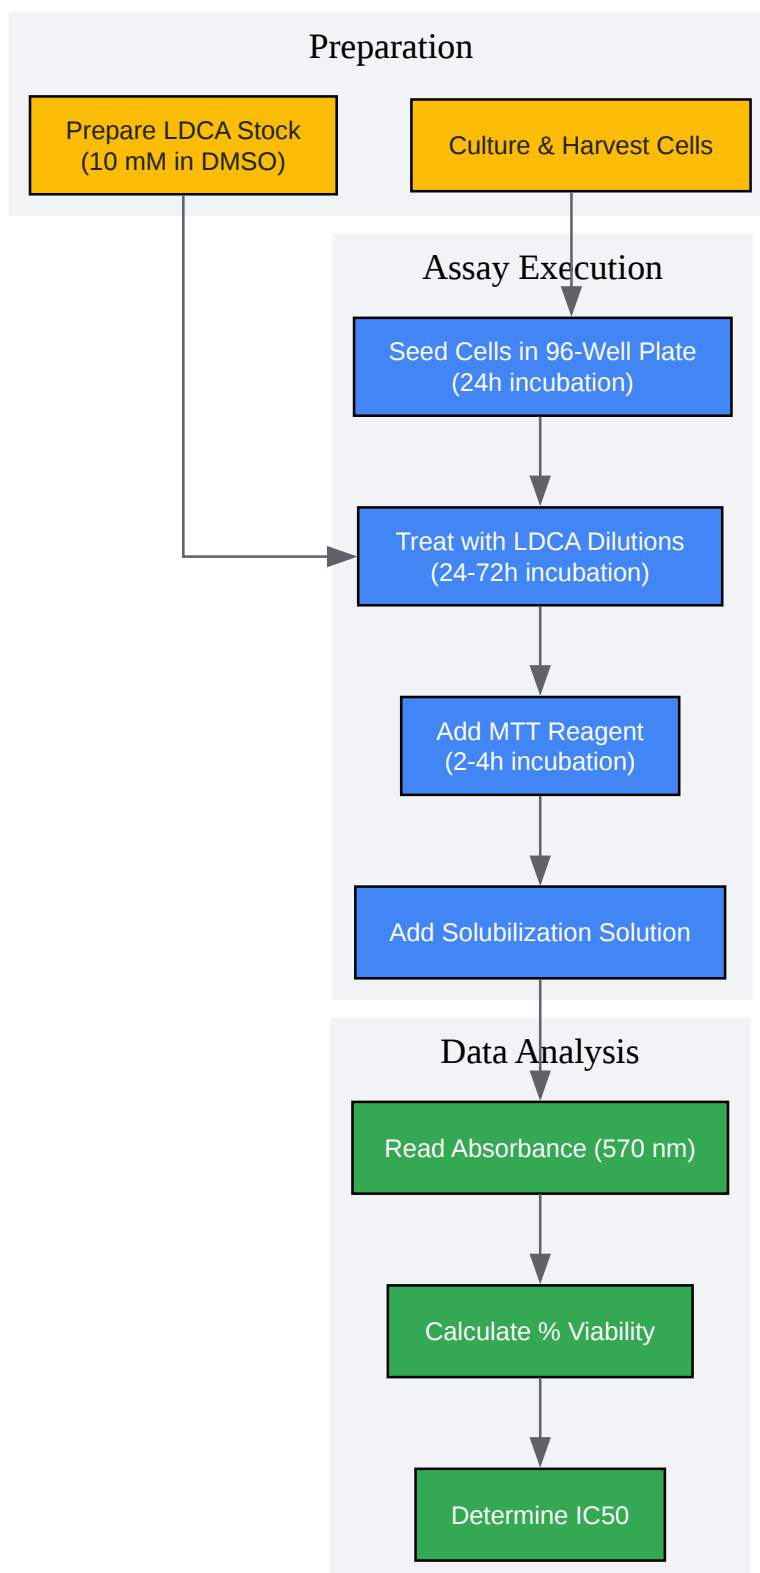 Preparation
Prepare LDCA Stock
(10 mM in DMSO)
Culture & Harvest Cells
Assay Execution
Seed Cells in 96-Well Plate
(24h incubation)
Treat with LDCA Dilutions
(24-72h incubation)
Add MTT Reagent
(2-4h incubation)
Add Solubilization Solution
Data Analysis
Read Absorbance (570 nm)
Calculate % Viability
Determine IC50